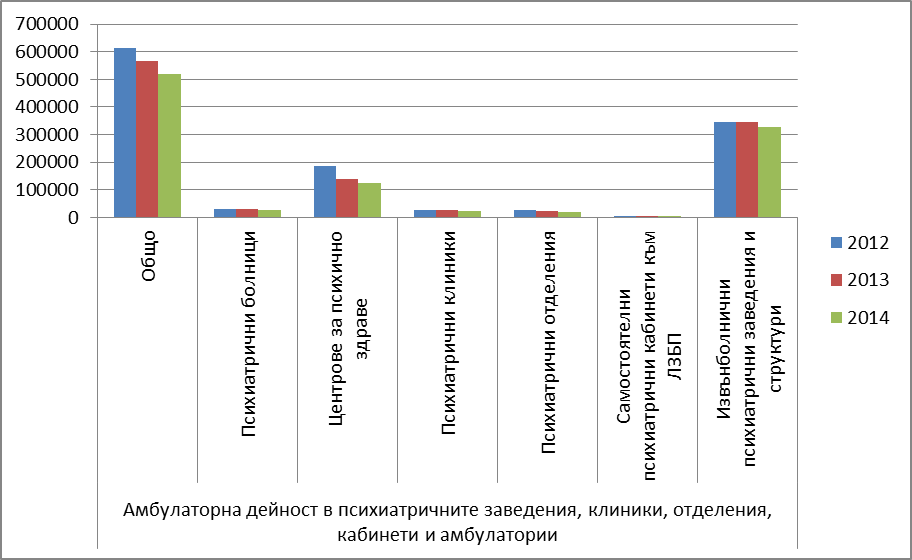 700000
600000
500000
400000
300000
200000
100000
0
Общо
Психиатрични болници
Центрове за психично
здраве
Психиатрични клиники
Психиатрични отделения
Самостоятелни
психиатрични кабинети към
ЛЗБП
Извънболнични
психиатрични заведения и
структури
Амбулаторна дейност в психиатричните заведения, клиники, отделения,
кабинети и амбулатории
2012
2013
2014